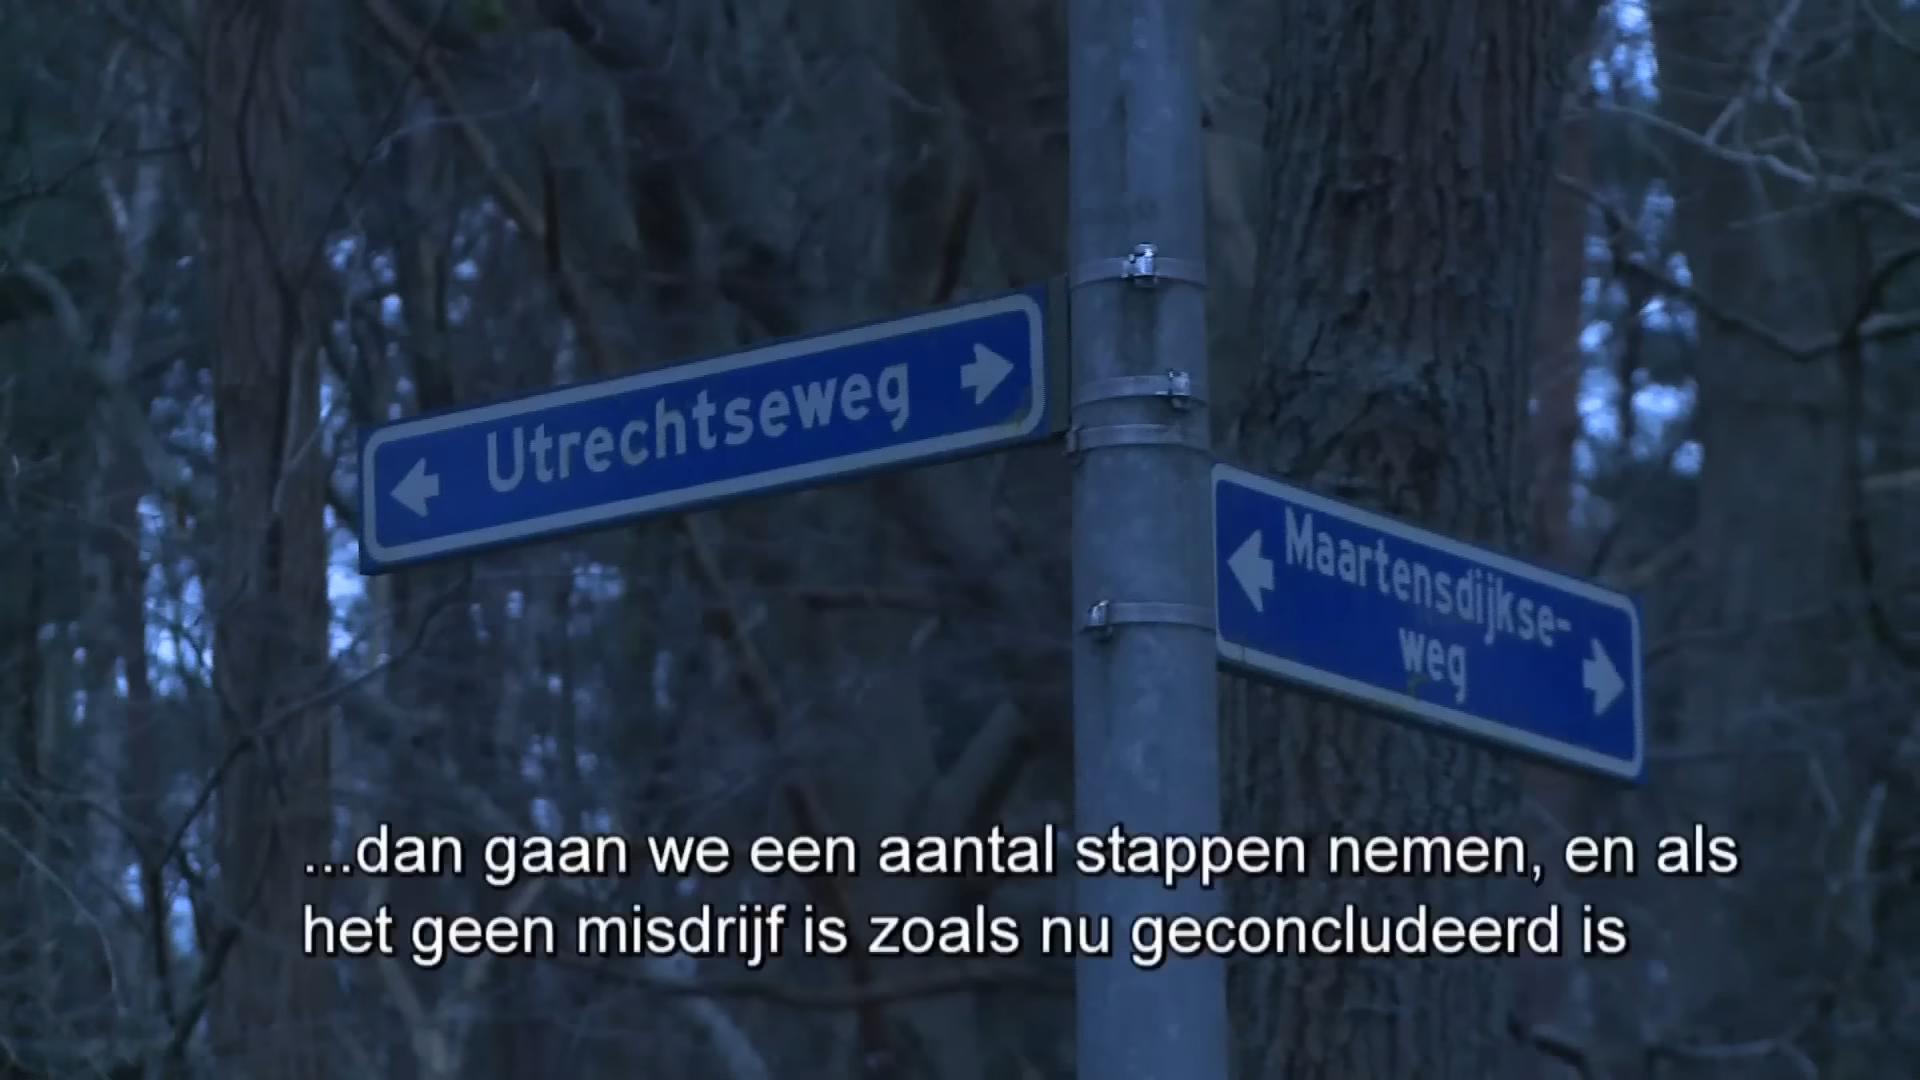 Utrechtseweg
Maartensdijkse-
weg
...dan gaan we een aantal stappen nemen, en als
het geen misdrijf is zoals nu geconcludeerd is